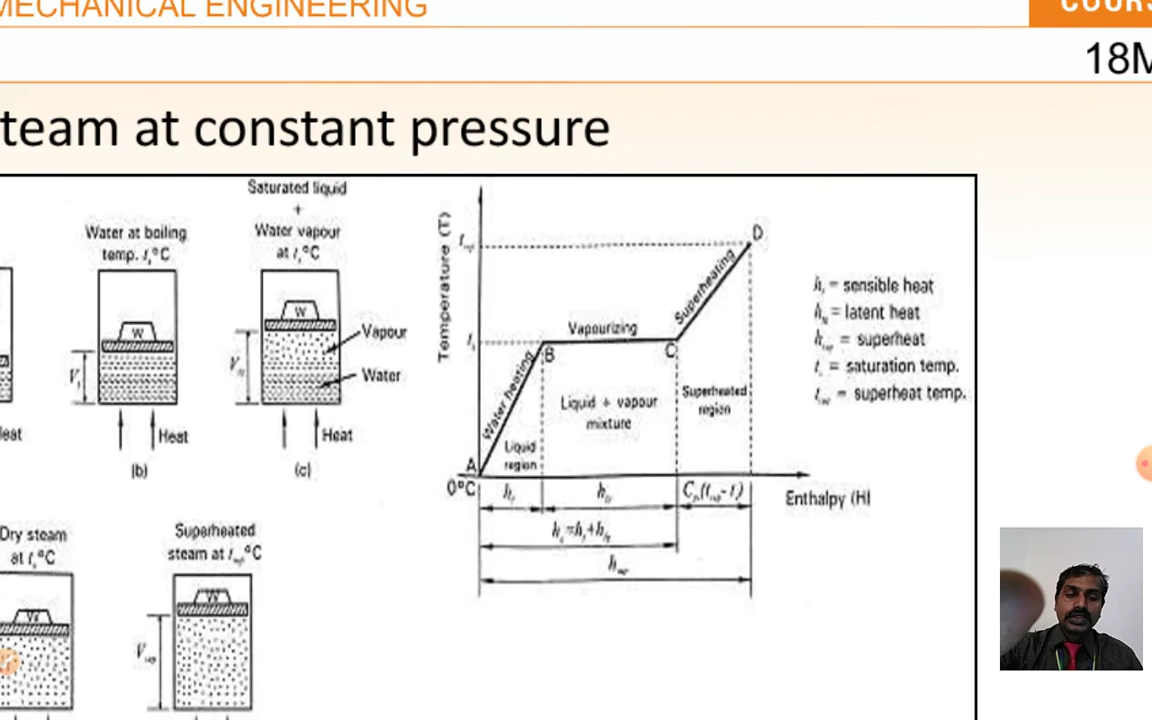 MECHANICAL ENGINEERING
COURS
18M
team at constant pressure
Saturated liquid
+
Water vapour
at t,°C
Water at boiling
temp. t,°C
W
W
Vapour
Water
Heat
Heat
(b)
(c)
eat
Dry steam
at t,°C
Superheated
steam at
W
W
Temperature (T)
D
Superheating
Vapourizing
B
C
Water heating
Liquid + vapour
mixture
Superheated
region
Liquid
region
A
0°C
Enthalpy (H)
= sensible heat
= latent heat
= superheat
= saturation temp.
= superheat temp.